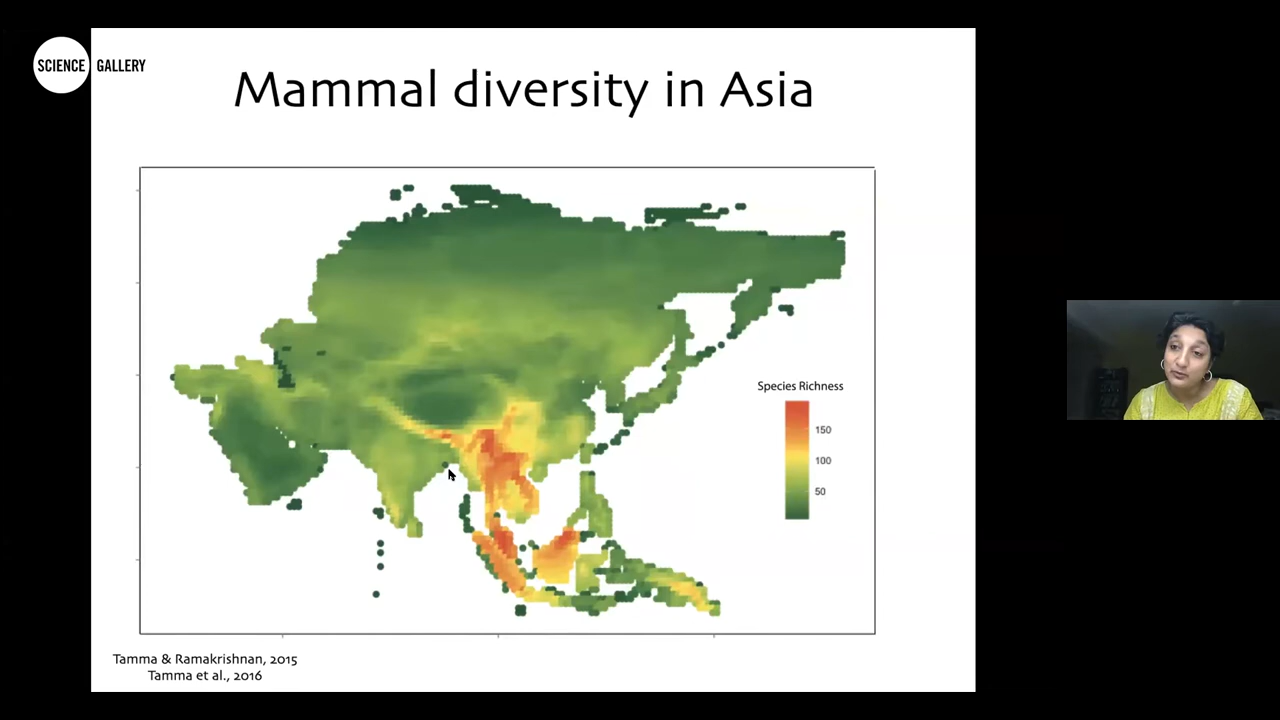 SCIENCE GALLERY
Mammal diversity in Asia
Species Richness
150
100
50
Tamma & Ramakrishnan, 2015
Tamma et al., 2016